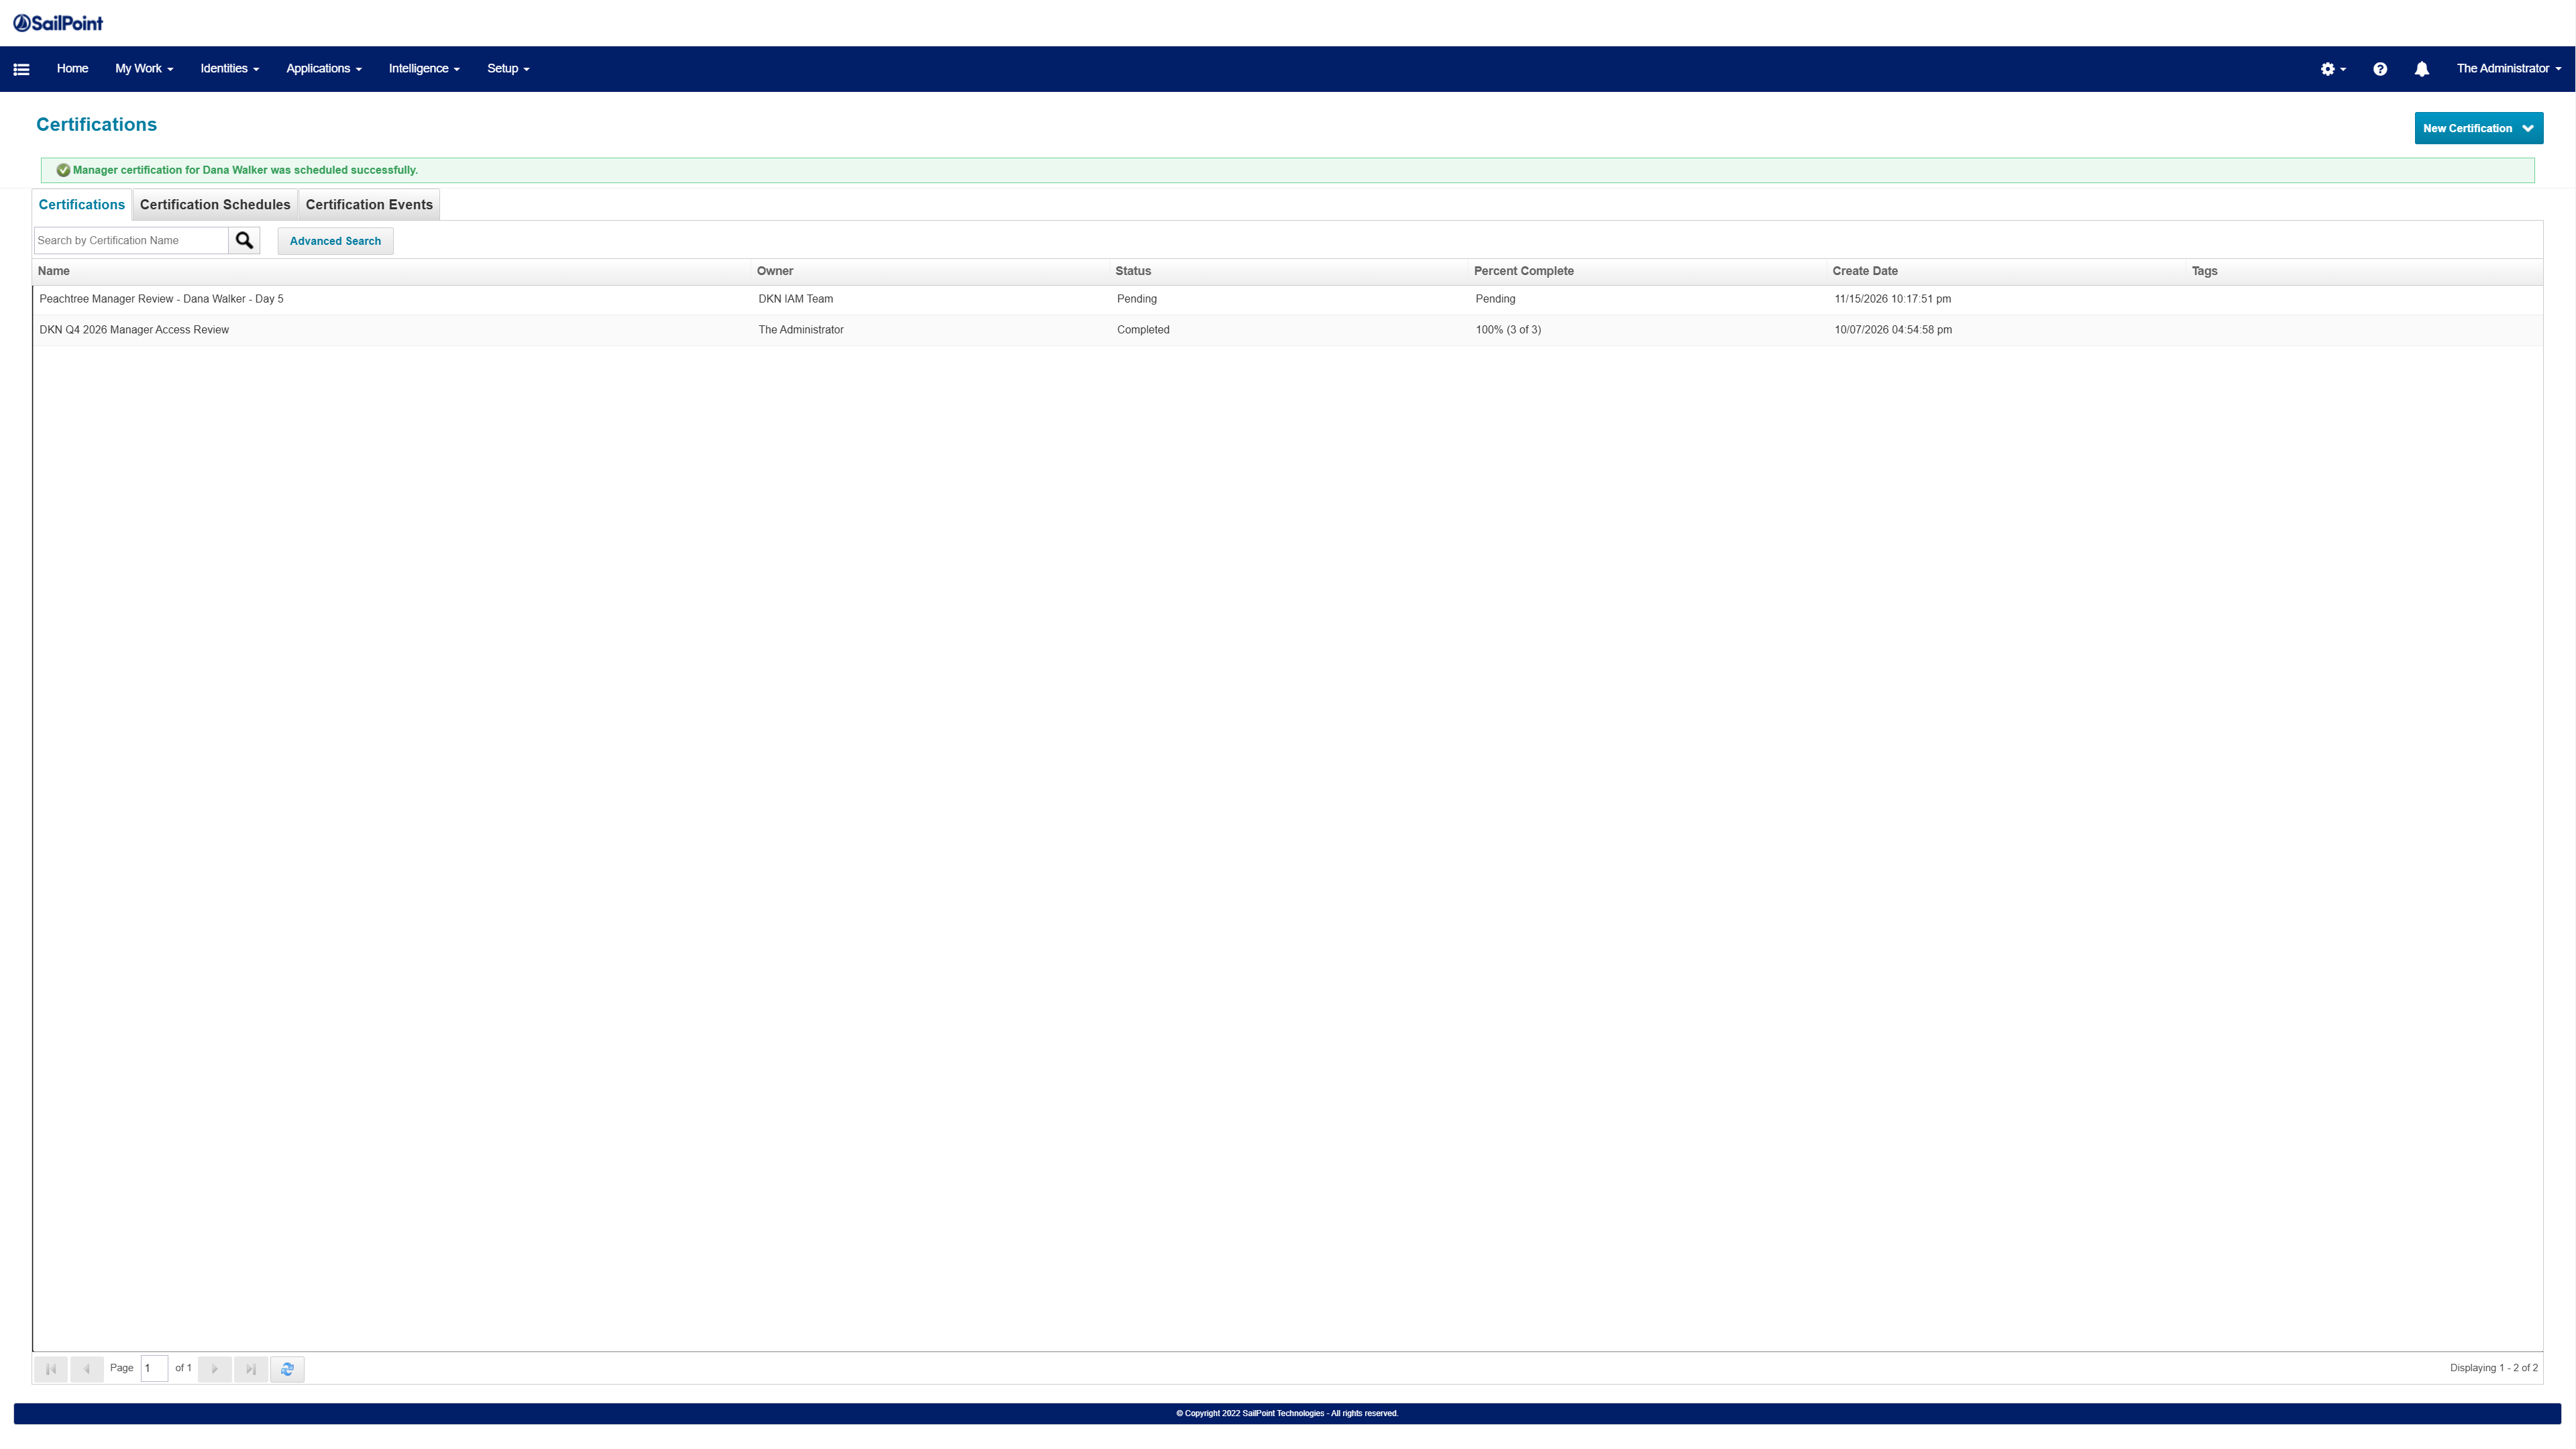 SailPoint
Home My Work Identities Applications Intelligence Setup The Administrator
Certifications
New Certification
Manager certification for Dana Walker was scheduled successfully.
Certifications Certification Schedules Certification Events
Search by Certification Name Advanced Search
Name Owner Status Percent Complete Create Date Tags
Peachtree Manager Review - Dana Walker - Day 5 DKN IAM Team Pending Pending 11/15/2026 10:17:51 pm
DKN Q4 2026 Manager Access Review The Administrator Completed 100% (3 of 3) 10/07/2026 04:54:58 pm
Page 1 of 1 Displaying 1 - 2 of 2
© Copyright 2022 SailPoint Technologies - All rights reserved.